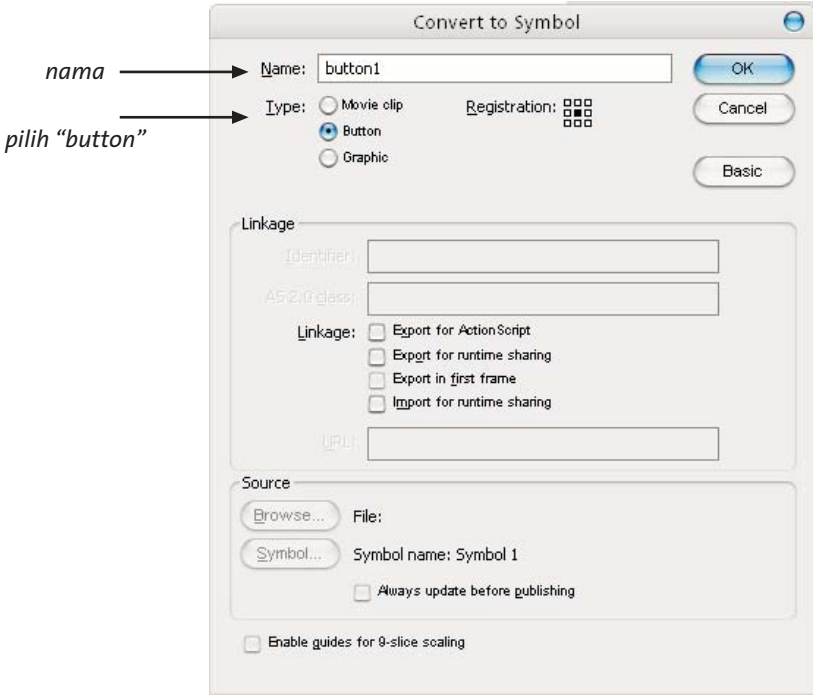 Convert to Symbol
nama
Name: button1
OK
Type: Movie clip
Registration:
Cancel
pilih “button”
Button
Graphic
Basic
Linkage
Identifier:
AS 2.0 class:
Linkage: Export for ActionScript
Export for runtime sharing
Export in first frame
Import for runtime sharing
URL:
Source
Browse... File:
Symbol... Symbol name: Symbol 1
Always update before publishing
Enable guides for 9-slice scaling